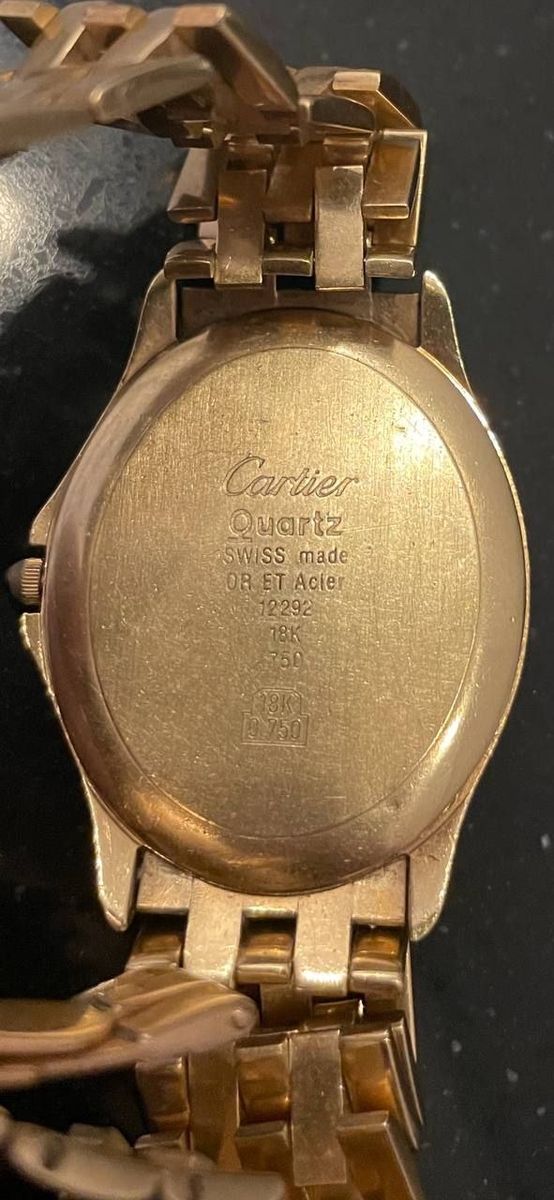 Cartier
Quartz
SWISS made
OR ET Acier
12292
18K
750
18K
0,750